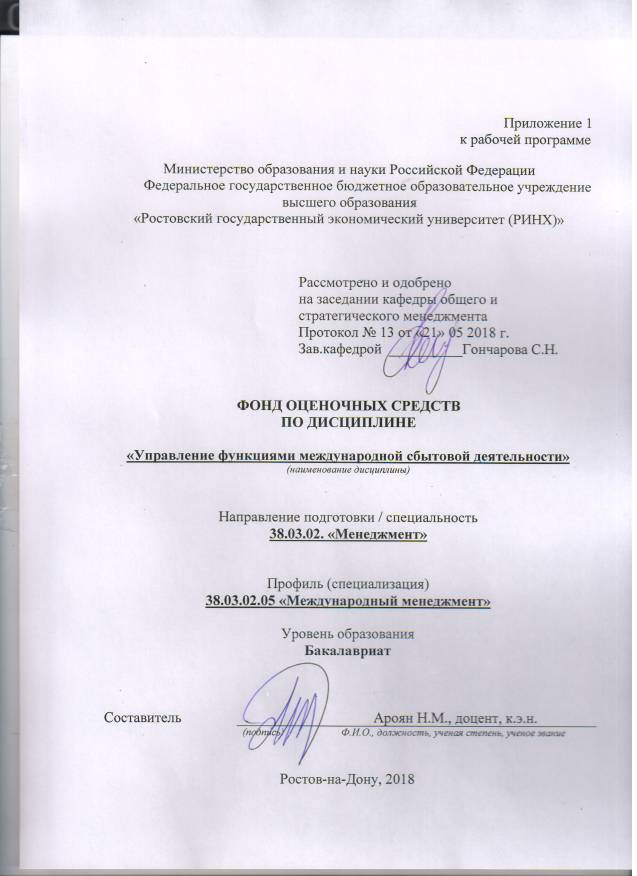 Приложение 1
к рабочей программе
Министерство образования и науки Российской Федерации
Федеральное государственное бюджетное образовательное учреждение
высшего образования
«Ростовский государственный экономический университет (РИНХ)»
Рассмотрено и одобрено
на заседании кафедры общего и
стратегического менеджмента
Протокол № 13 от «21» 05 2018 г.
Зав.кафедрой __________Гончарова С.Н.
ФОНД ОЦЕНОЧНЫХ СРЕДСТВ
ПО ДИСЦИПЛИНЕ
«Управление функциями международной сбытовой деятельности»
(наименование дисциплины)
Направление подготовки / специальность
38.03.02. «Менеджмент»
Профиль (специализация)
38.03.02.05 «Международный менеджмент»
Уровень образования
Бакалавриат
Составитель Ароян Н.М., доцент, к.э.н.
(подпись) Ф.И.О., должность, ученая степень, ученое звание
Ростов-на-Дону, 2018